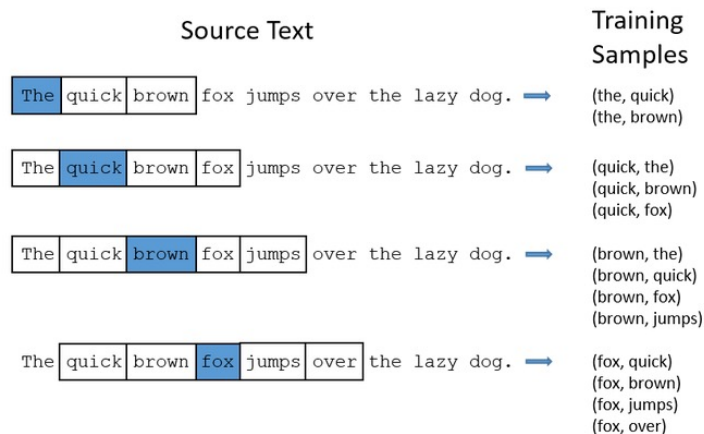 Source Text
Training
Samples
The quick brown fox jumps over the lazy dog.
(the, quick)
(the, brown)
The quick brown fox jumps over the lazy dog.
(quick, the)
(quick, brown)
(quick, fox)
The quick brown fox jumps over the lazy dog.
(brown, the)
(brown, quick)
(brown, fox)
(brown, jumps)
The quick brown fox jumps over the lazy dog.
(fox, quick)
(fox, brown)
(fox, jumps)
(fox, over)